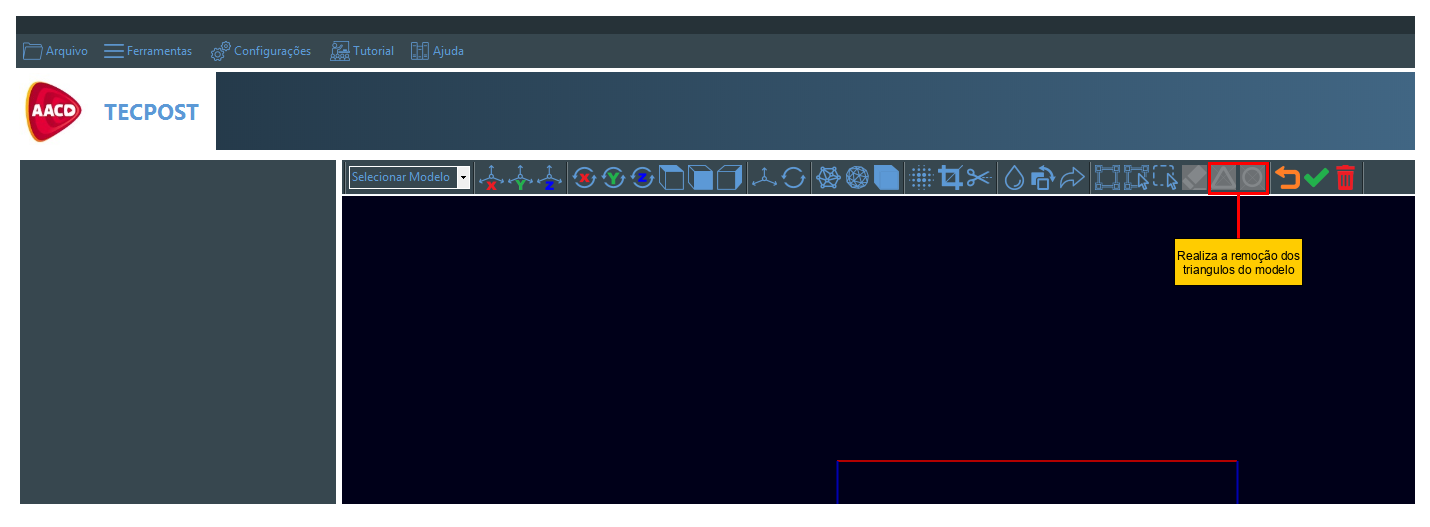 Arquivo Ferramentas Configurações Tutorial Ajuda
AACD TECPOST
Selecionar Modelo X Y Z X Y Z
Realiza a remoção dos
triangulos do modelo